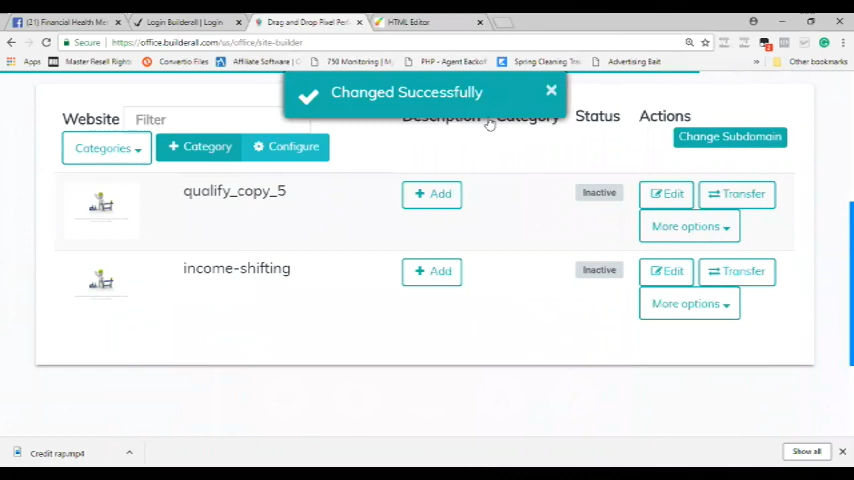 (21) Financial Health Me
Login Builderall | Login
Drag and Drop Pixel Per
HTML Editor
Secure | https://office.builderall.com/us/office/site-builder
Apps
Master Resell Rights
Convertio Files
Affiliate Software
750 Monitoring | M
PHP - Agent Backof
Spring Cleaning Tra
Advertising Bait
»
Other bookmarks
Changed Successfully
Website
Filter
Description
Category
Status
Actions
Change Subdomain
Categories
+ Category
Configure
qualify_copy_5
+ Add
Inactive
Edit
Transfer
More options
income-shifting
+ Add
Inactive
Edit
Transfer
More options
Credit rap.mp4
Show all